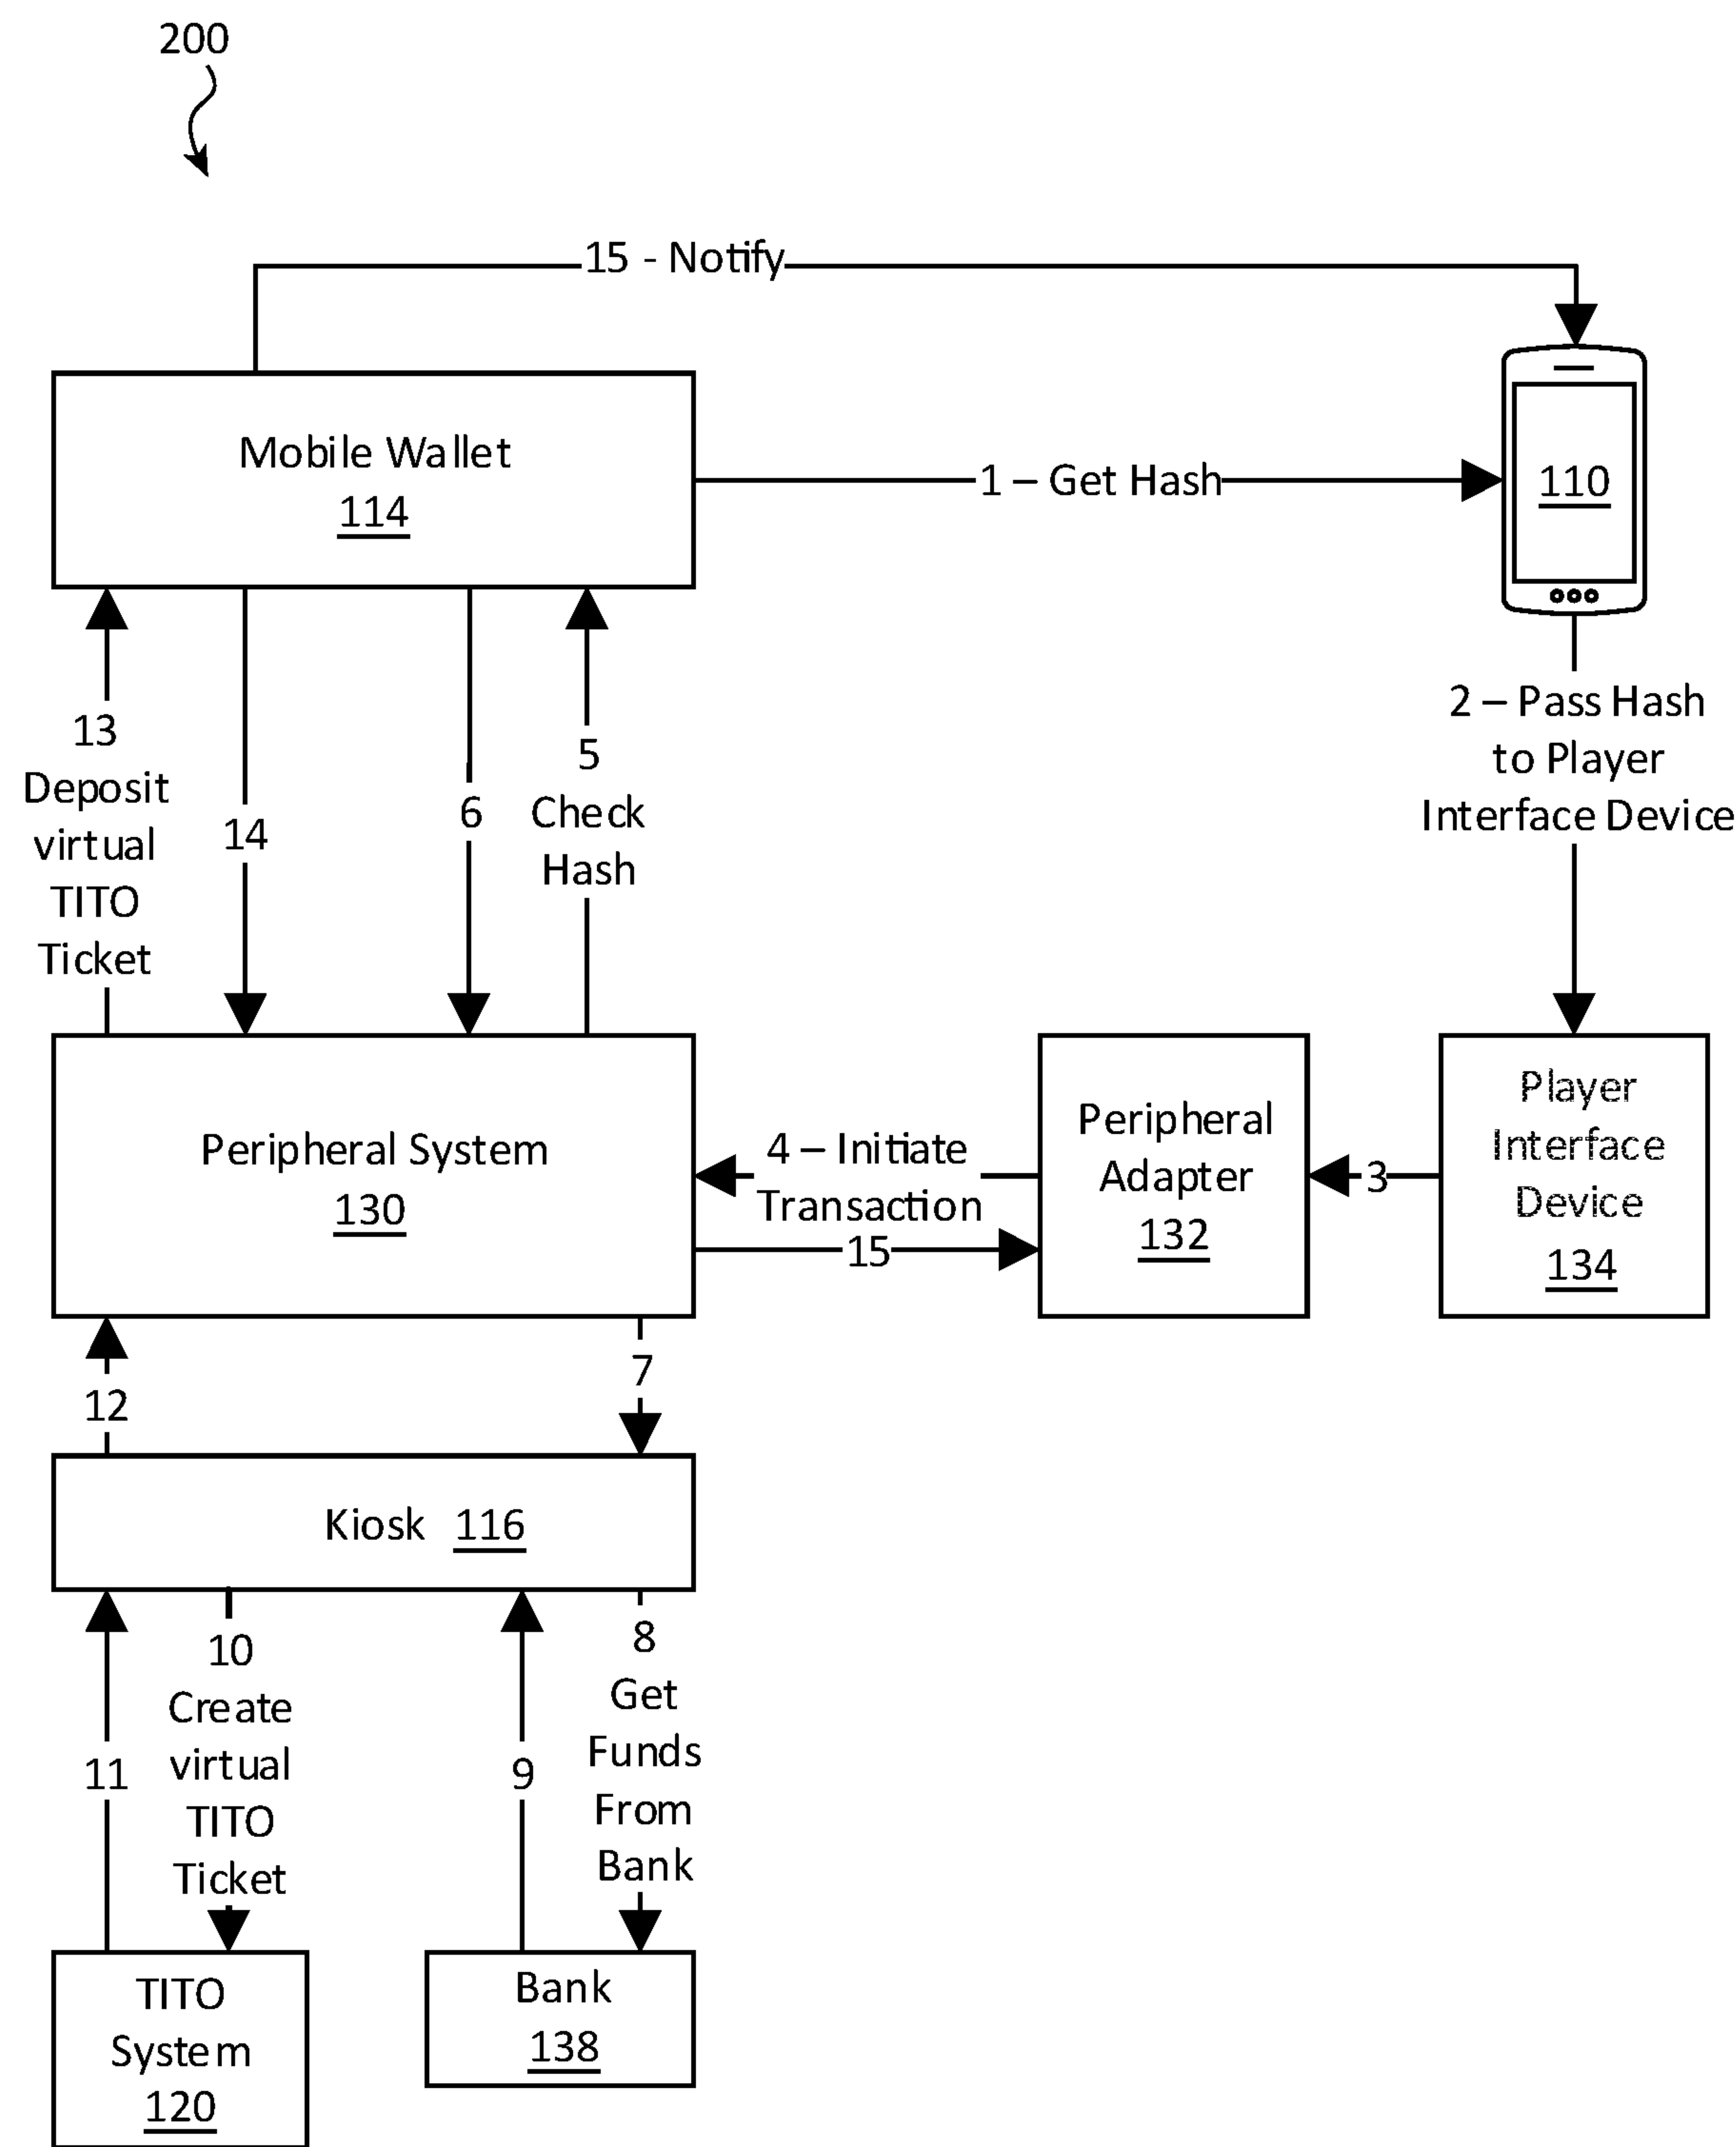 200
15 - Notify
Mobile Wallet
114
1 – Get Hash
110
2 – Pass Hash
to Player
Interface Device
13
Deposit
virtual
TITO
Ticket
14
6
5
Check
Hash
Peripheral System
130
4 – Initiate
Transaction
15
Peripheral
Adapter
132
3
Player
Interface
Device
134
12
7
Kiosk 116
11
10
Create
virtual
TITO
Ticket
9
8
Get
Funds
From
Bank
TITO
System
120
Bank
138